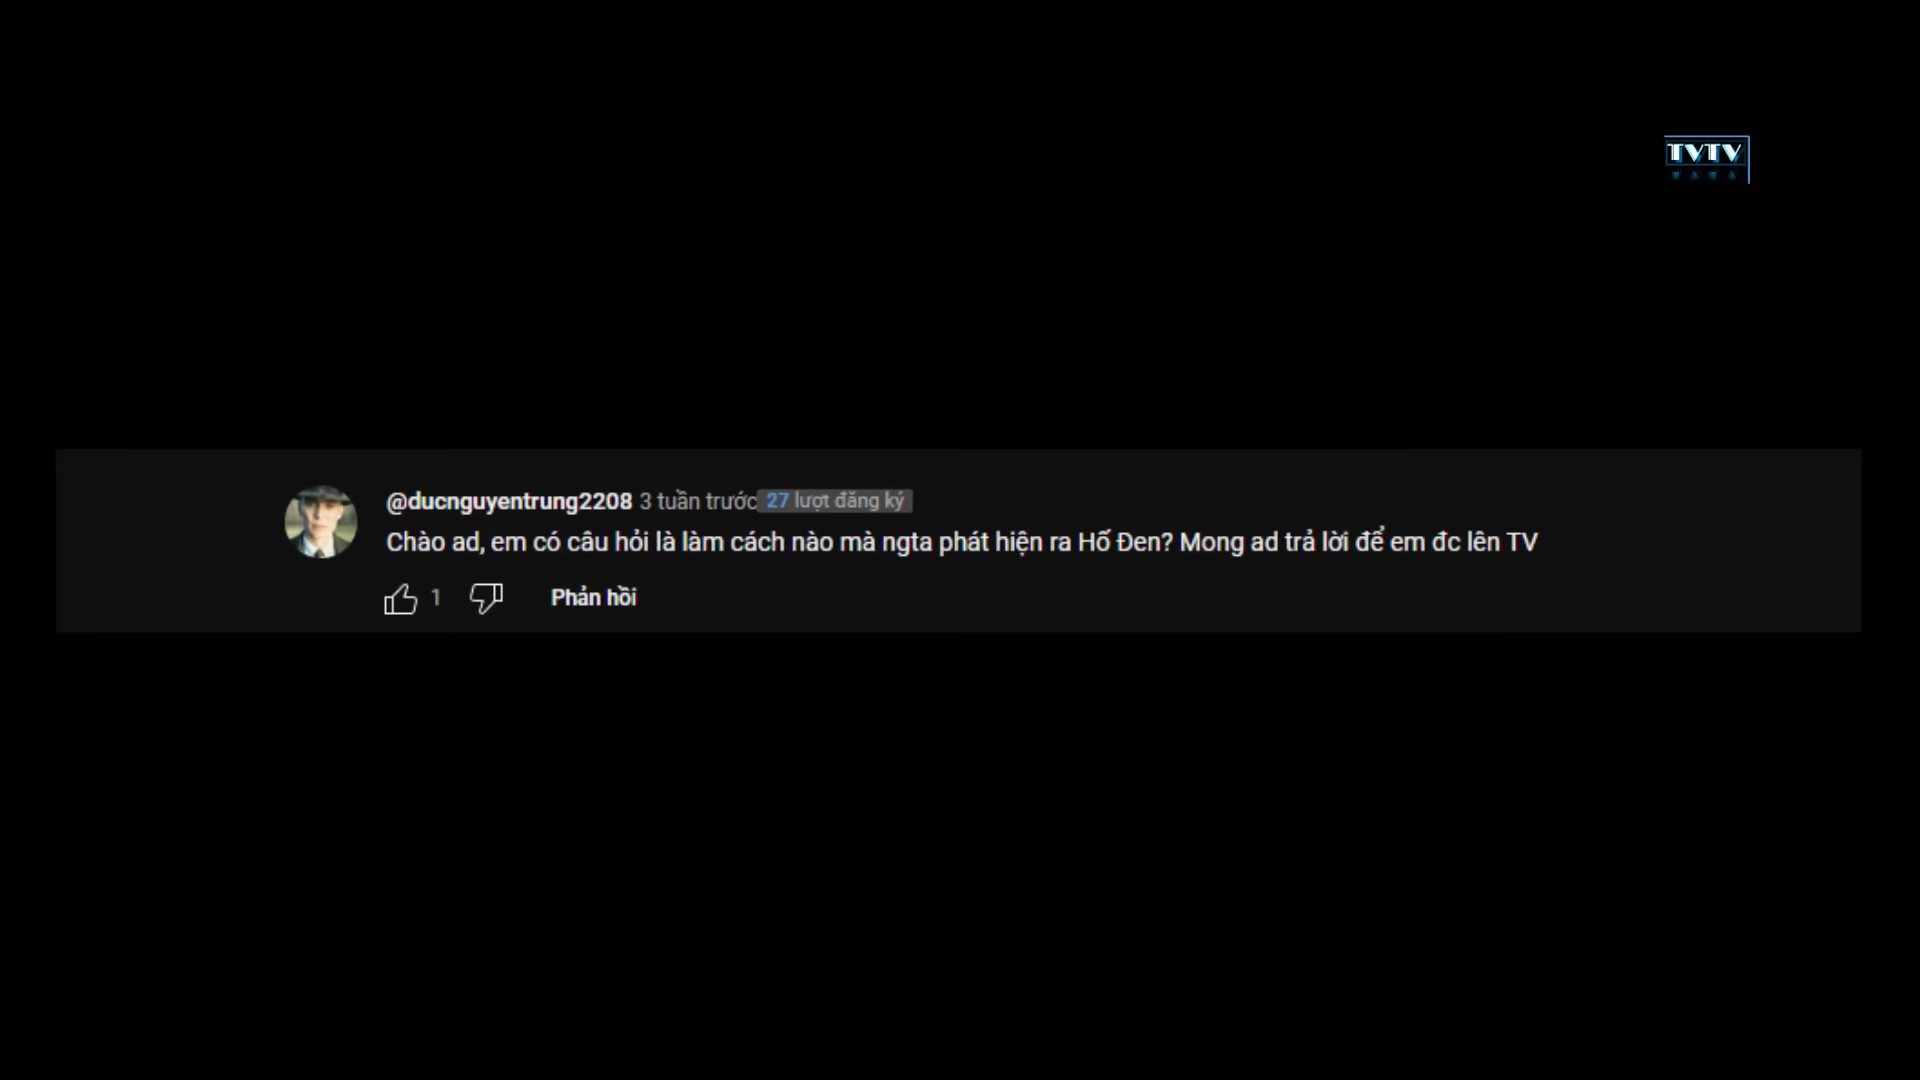 TVTV
@ducnguyentrung2208 3 tuần trước 27 lượt đăng ký
Chào ad, em có câu hỏi là làm cách nào mà ngta phát hiện ra Hố Đen? Mong ad trả lời để em đc lên TV
1 Phản hồi